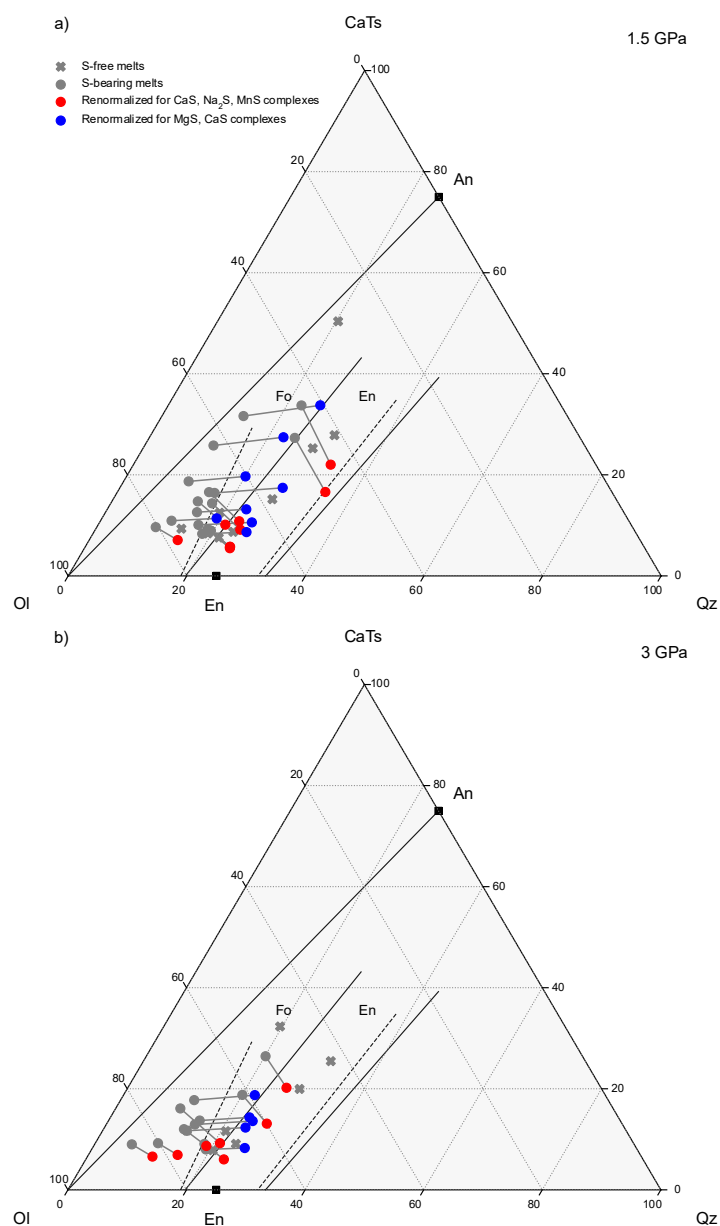 a)
CaTs
1.5 GPa
S-free melts
S-bearing melts
Renormalized for CaS, Na₂S, MnS complexes
Renormalized for MgS, CaS complexes
0
100
20
80
An
40
60
60
40
Fo
En
80
20
100
0
0
20
40
60
80
100
Ol
En
Qz
b)
CaTs
3 GPa
0
100
20
80
An
40
60
60
40
Fo
En
80
20
100
0
0
20
40
60
80
100
Ol
En
Qz